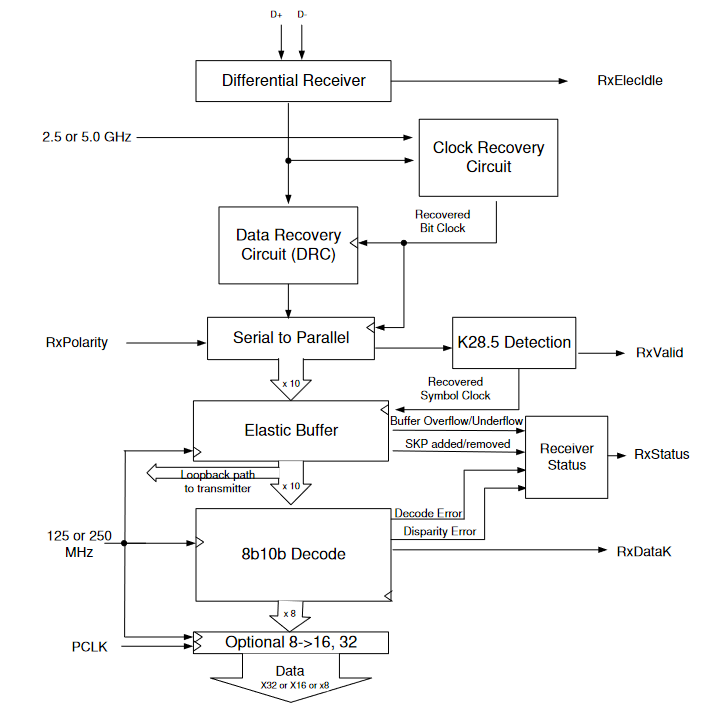 D+ D-
Differential Receiver
RxElecIdle
2.5 or 5.0 GHz
Clock Recovery
Circuit
Recovered
Bit Clock
Data Recovery
Circuit (DRC)
RxPolarity
Serial to Parallel
K28.5 Detection
RxValid
x 10
Recovered
Symbol Clock
Elastic Buffer
Buffer Overflow/Underflow
SKP added/removed
Receiver
Status
RxStatus
Loopback path
to transmitter
x 10
Decode Error
Disparity Error
125 or 250
MHz
8b10b Decode
RxDataK
x 8
PCLK
Optional 8->16, 32
Data
X32 or X16 or x8